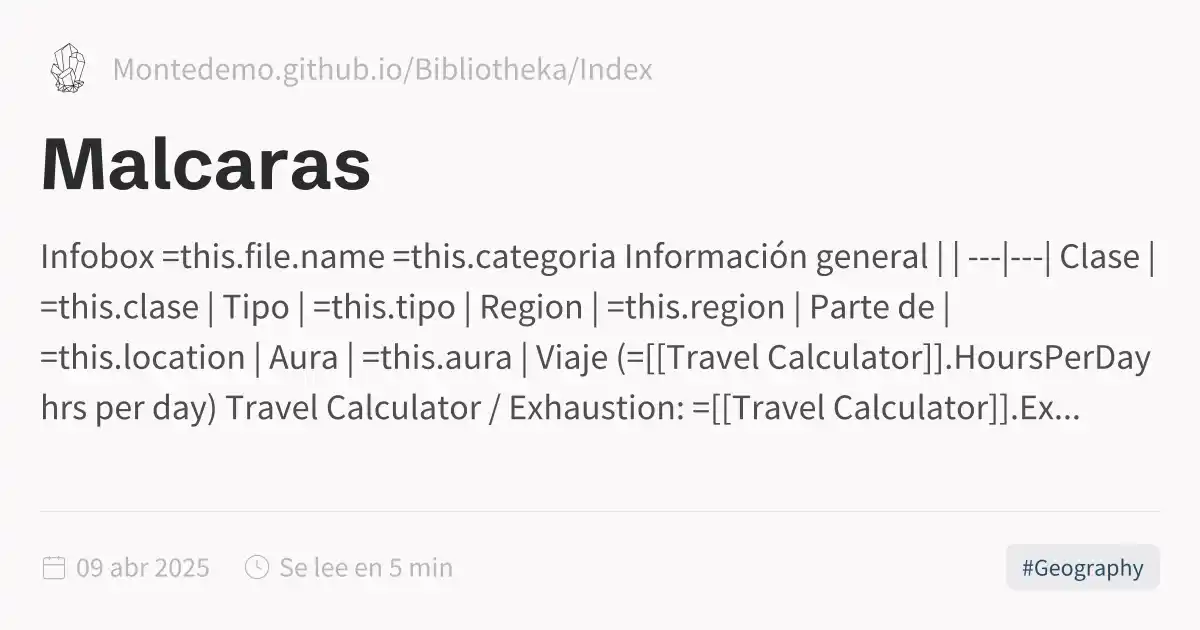 Montedemo.github.io/Bibliotheka/Index
Malcaras
Infobox =this.file.name =this.categoria Información general | | ---|---| Clase |
=this.clase | Tipo | =this.tipo | Region | =this.region | Parte de |
=this.location | Aura | =this.aura | Viaje (=[[Travel Calculator]].HoursPerDay
hrs per day) Travel Calculator / Exhaustion: =[[Travel Calculator]].Ex...
09 abr 2025 Se lee en 5 min #Geography